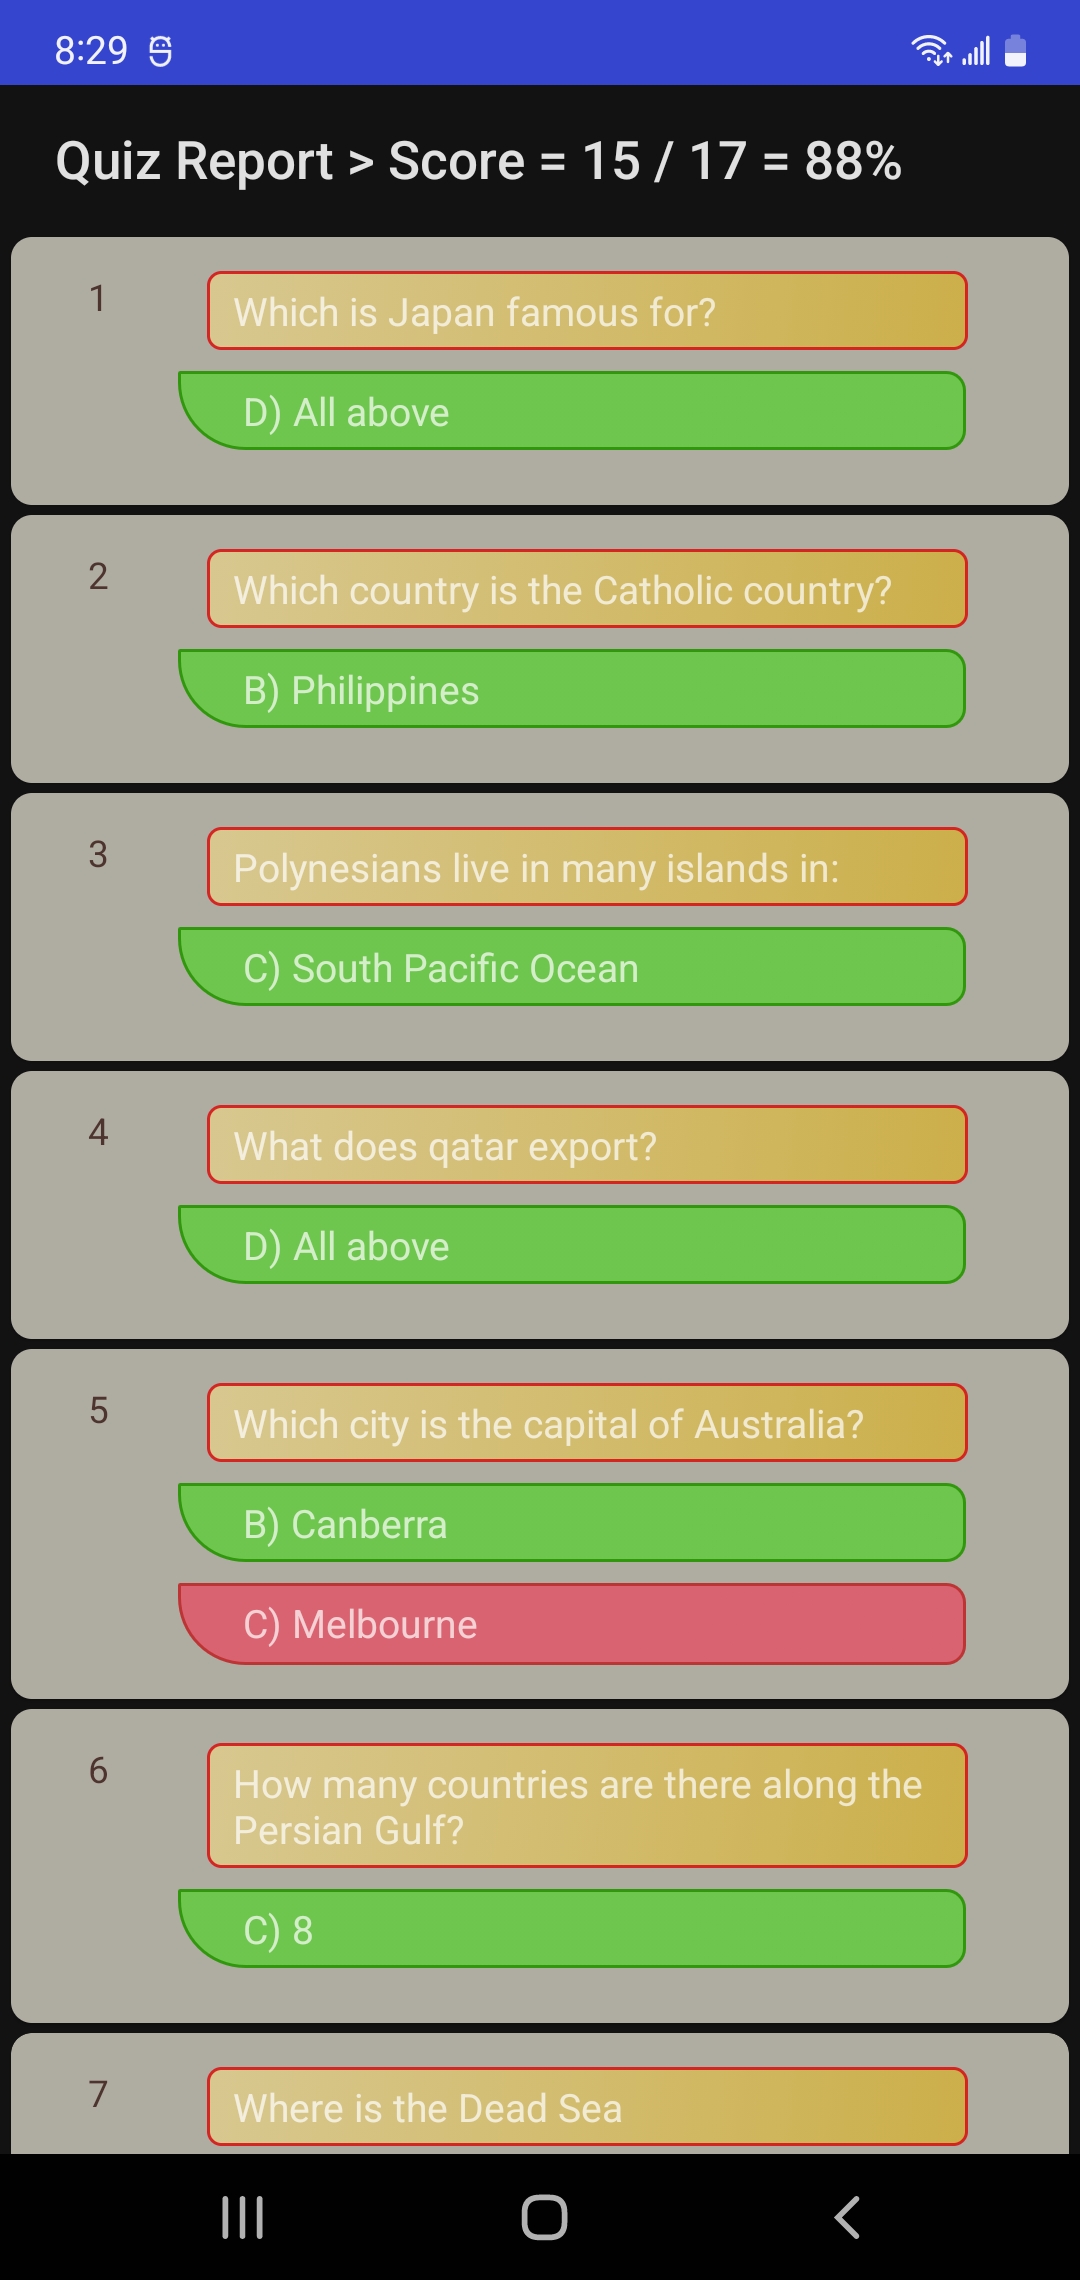 8:29
Quiz Report > Score = 15 / 17 = 88%
1
Which is Japan famous for?
D) All above
2
Which country is the Catholic country?
B) Philippines
3
Polynesians live in many islands in:
C) South Pacific Ocean
4
What does qatar export?
D) All above
5
Which city is the capital of Australia?
B) Canberra
C) Melbourne
6
How many countries are there along the
Persian Gulf?
C) 8
7
Where is the Dead Sea